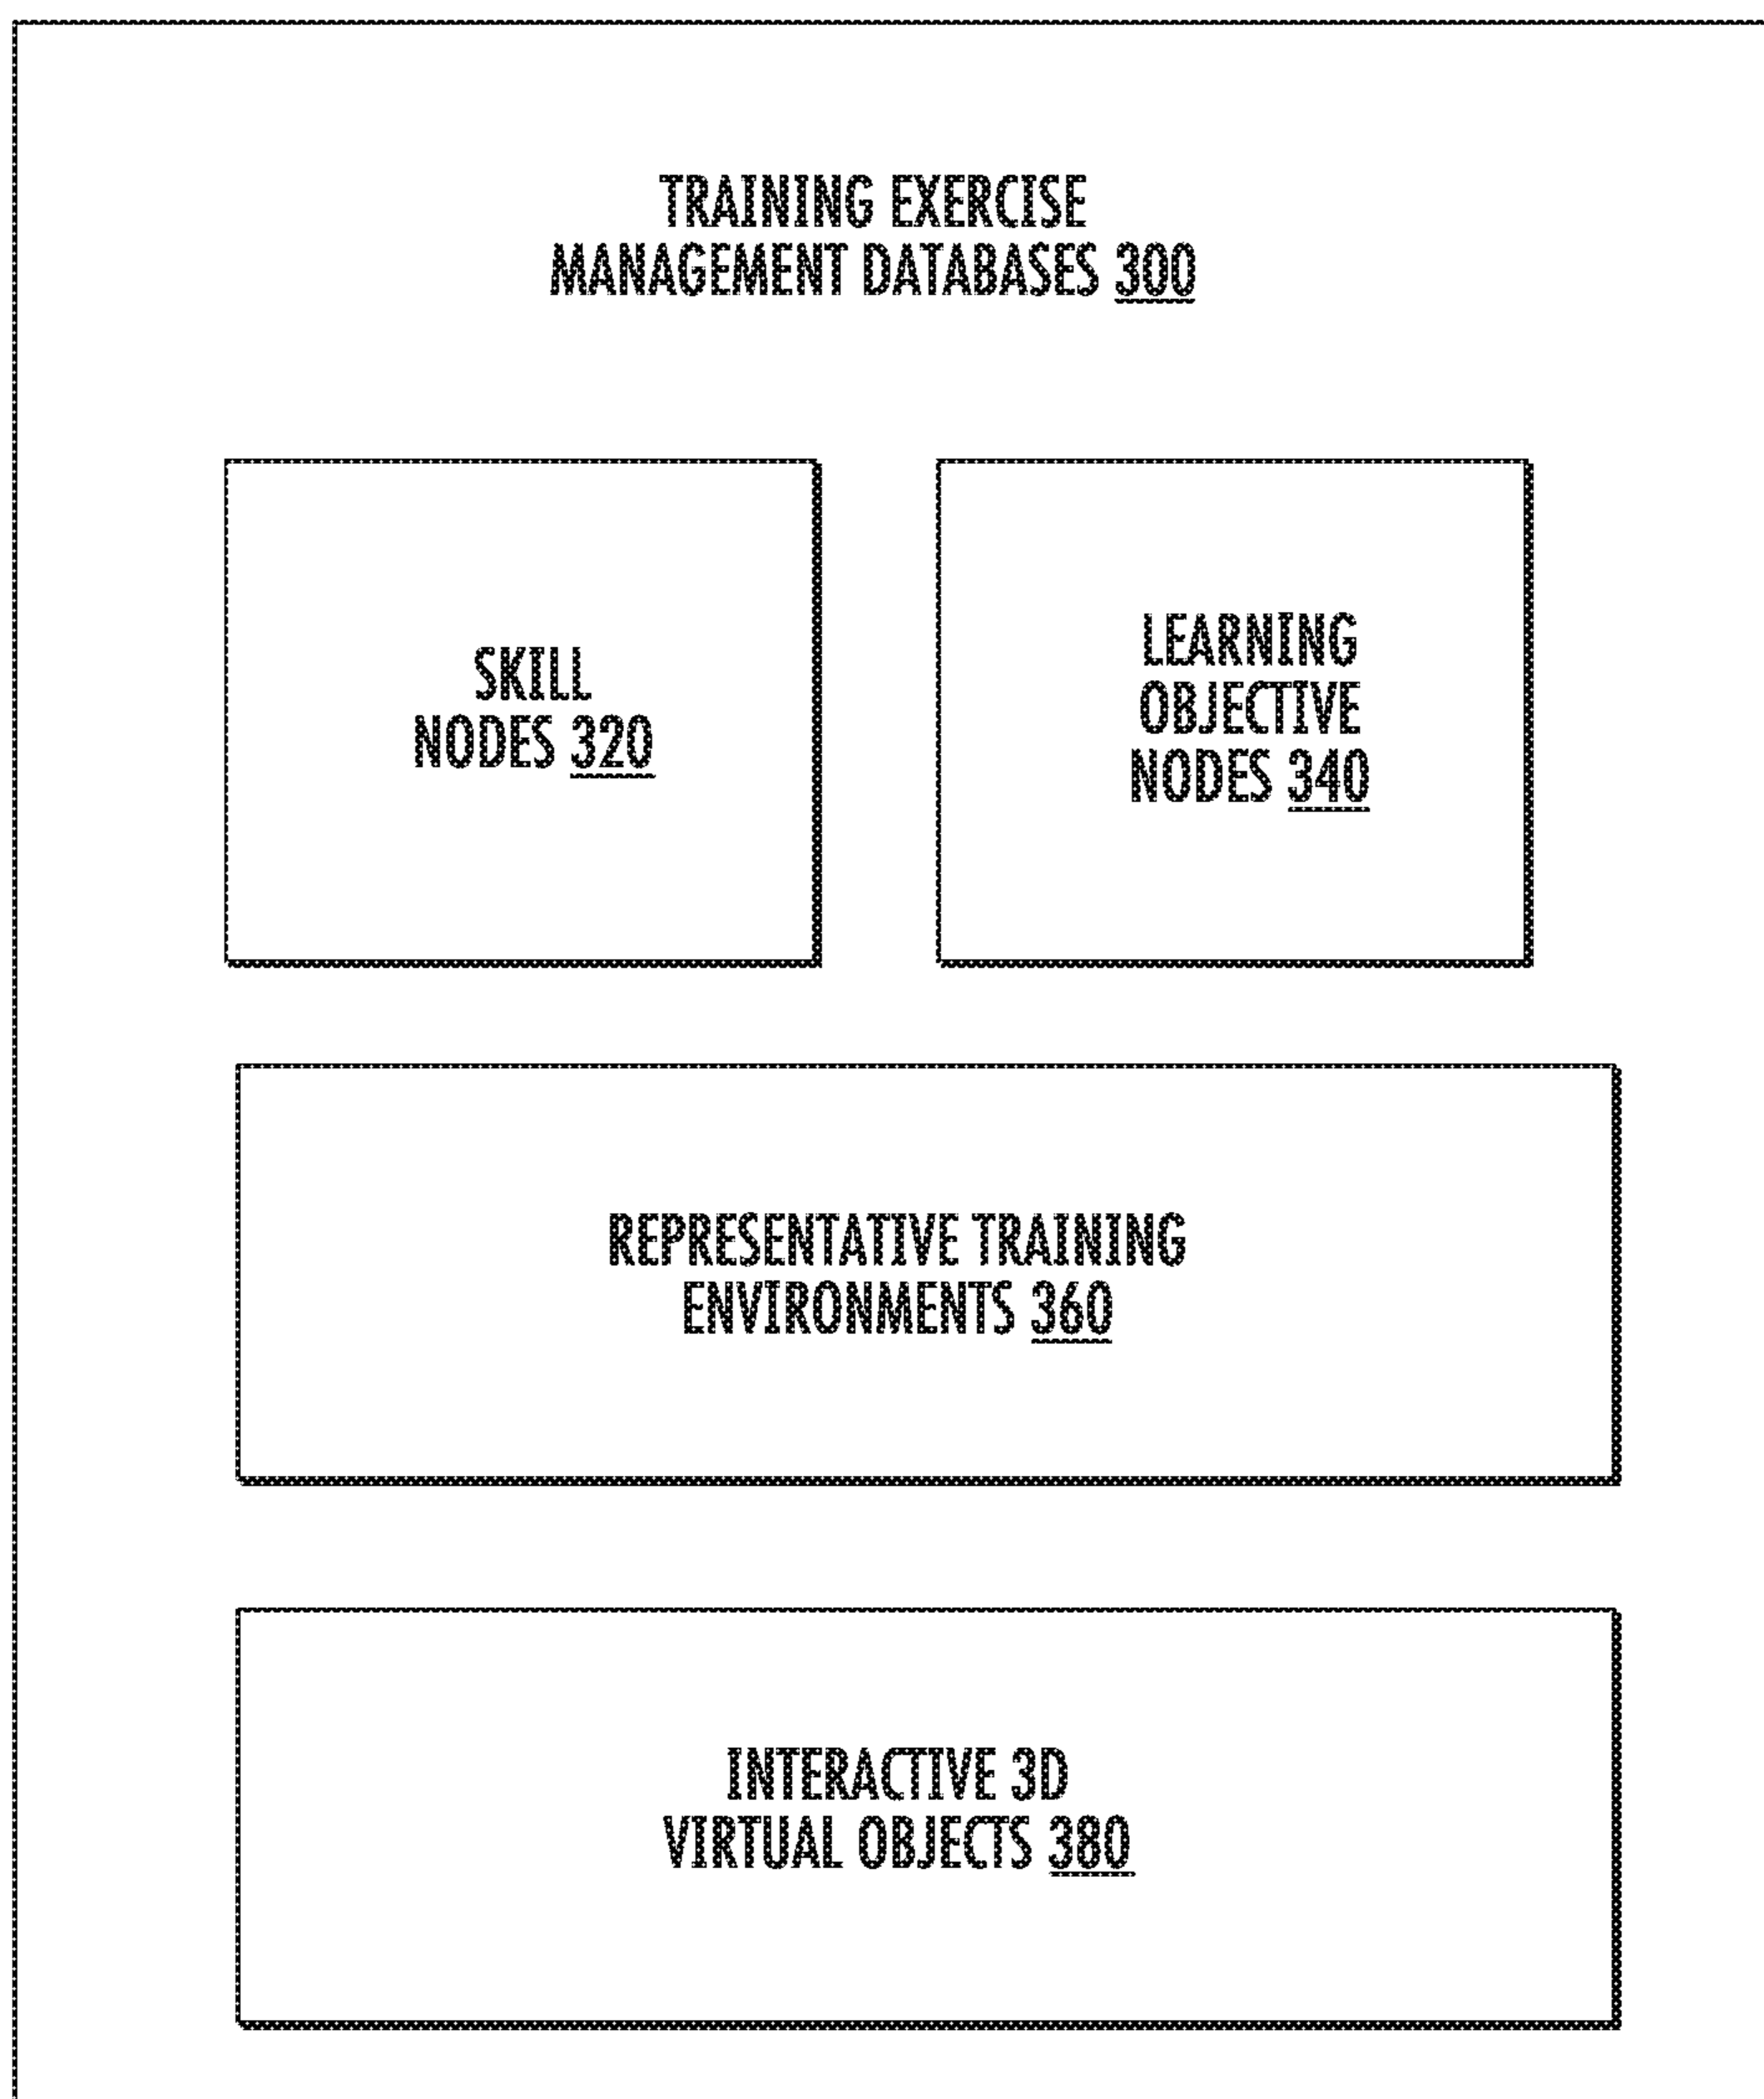 TRAINING EXERCISE
MANAGEMENT DATABASES 300
SKILL
NODES 320
LEARNING
OBJECTIVE
NODES 340
REPRESENTATIVE TRAINING
ENVIRONMENTS 360
INTERACTIVE 3D
VIRTUAL OBJECTS 380